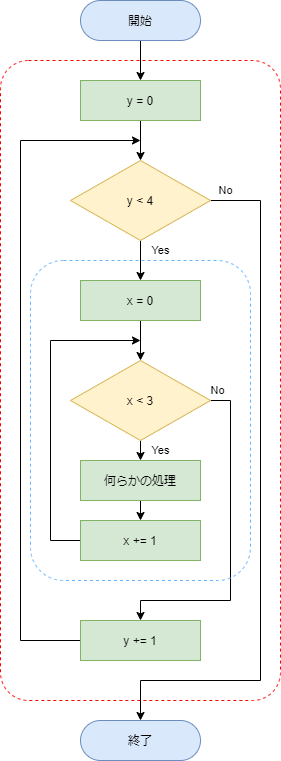 開始
y = 0
y < 4
No
Yes
x = 0
x < 3
No
Yes
何らかの処理
x += 1
y += 1
終了